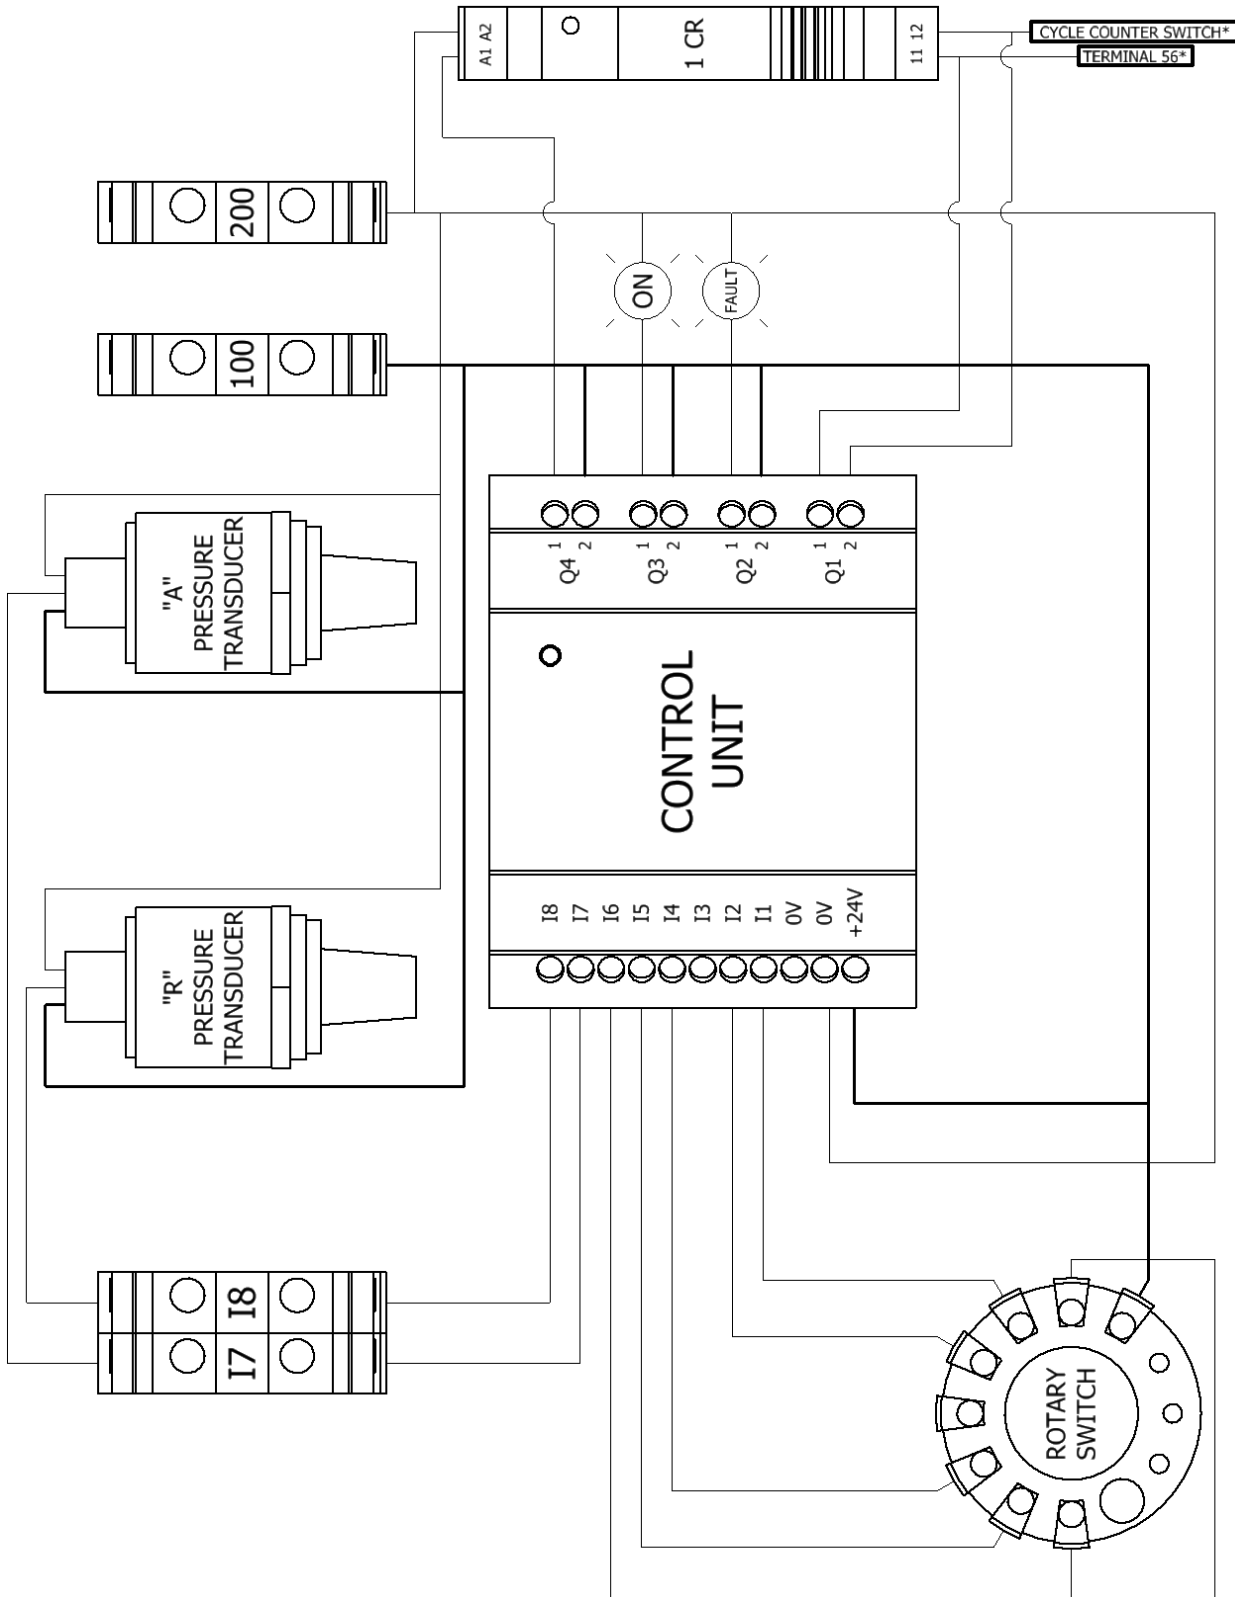 CYCLE COUNTER SWITCH*
TERMINAL 56*
A1 A2
1 CR
11 12
200
100
ON
FAULT
"A"
PRESSURE
TRANSDUCER
"R"
PRESSURE
TRANSDUCER
1
2
Q4
1
2
Q3
1
2
Q2
1
2
Q1
CONTROL
UNIT
I8
I7
I6
I5
I4
I3
I2
I1
0V
0V
+24V
I8
I7
ROTARY
SWITCH